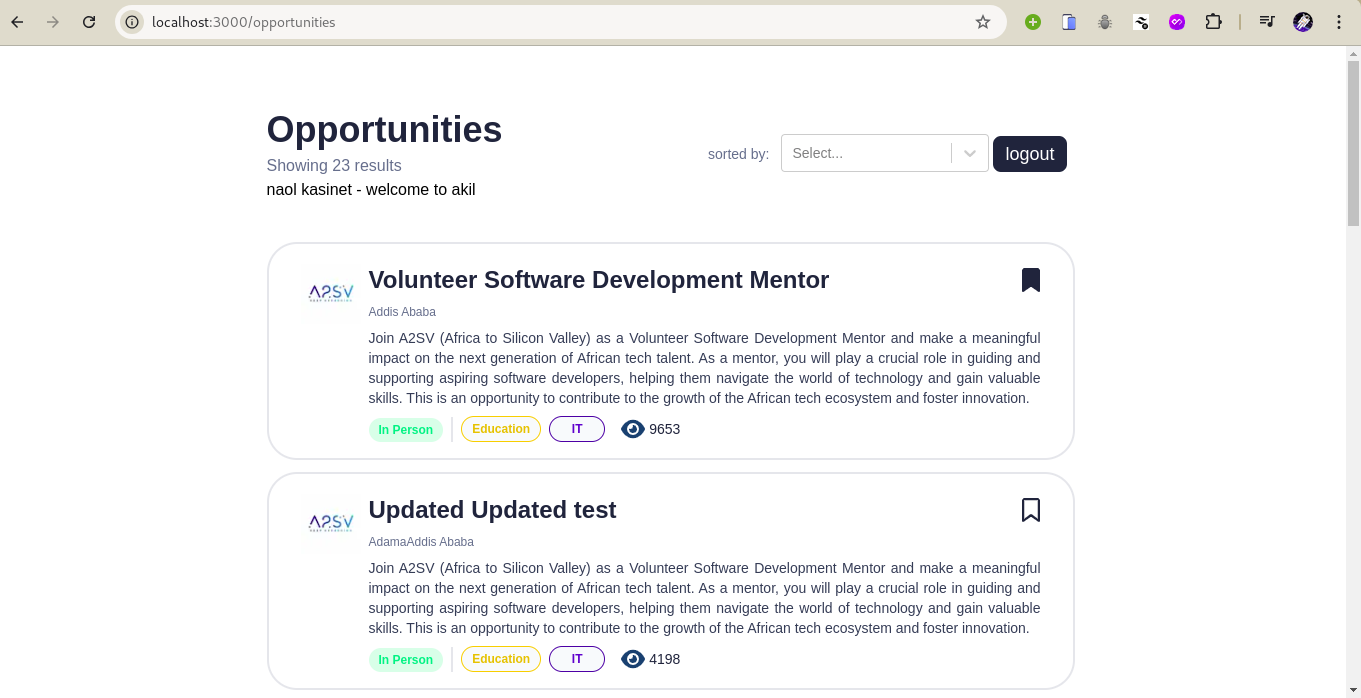 localhost:3000/opportunities
Opportunities
Showing 23 results
naol kasinet - welcome to akil
sorted by:
Select...
logout
A2SV
Volunteer Software Development Mentor
Addis Ababa
Join A2SV (Africa to Silicon Valley) as a Volunteer Software Development Mentor and make a meaningful
impact on the next generation of African tech talent. As a mentor, you will play a crucial role in guiding and
supporting aspiring software developers, helping them navigate the world of technology and gain valuable
skills. This is an opportunity to contribute to the growth of the African tech ecosystem and foster innovation.
In Person
Education
IT
9653
A2SV
Updated Updated test
AdamaAddis Ababa
Join A2SV (Africa to Silicon Valley) as a Volunteer Software Development Mentor and make a meaningful
impact on the next generation of African tech talent. As a mentor, you will play a crucial role in guiding and
supporting aspiring software developers, helping them navigate the world of technology and gain valuable
skills. This is an opportunity to contribute to the growth of the African tech ecosystem and foster innovation.
In Person
Education
IT
4198